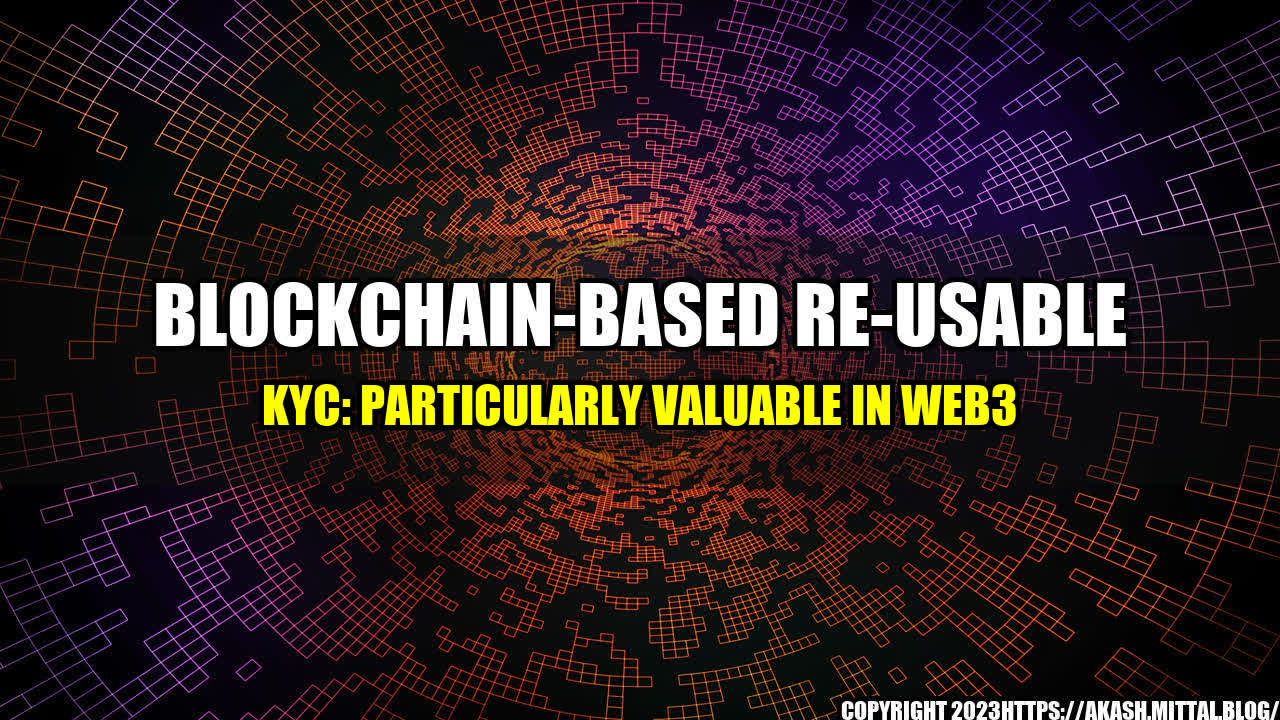 BLOCKCHAIN-BASED RE-USABLE
KYC: PARTICULARLY VALUABLE IN WEB3
COPYRIGHT 2023HTTPS://AKASH.MITTAL.BLOG/